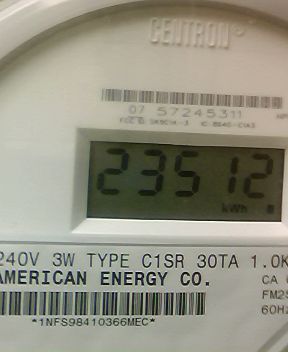 CENTRON
07 57245311
23512
kWh
240V 3W TYPE C1SR 30TA 1.0K
AMERICAN ENERGY CO.
CA
FM2S
60Hz
*1NFS98410366MEC*